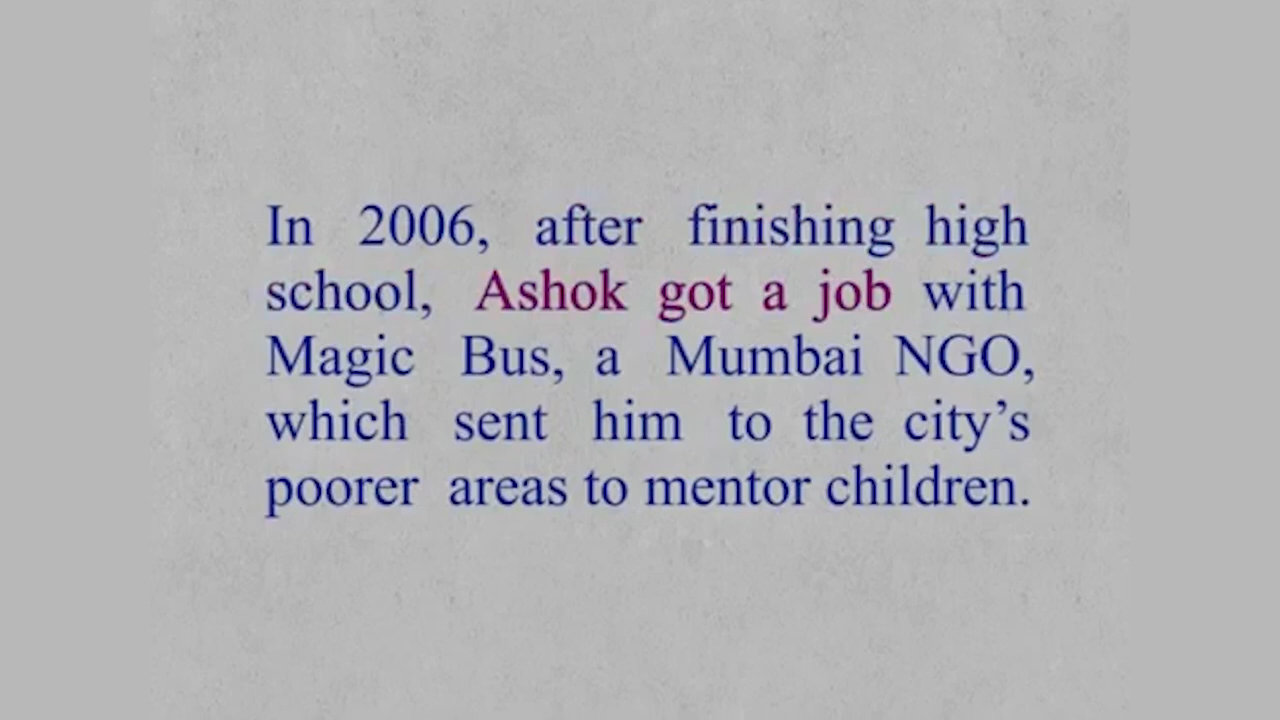 In 2006, after finishing high
school, Ashok got a job with
Magic Bus, a Mumbai NGO,
which sent him to the city’s
poorer areas to mentor children.